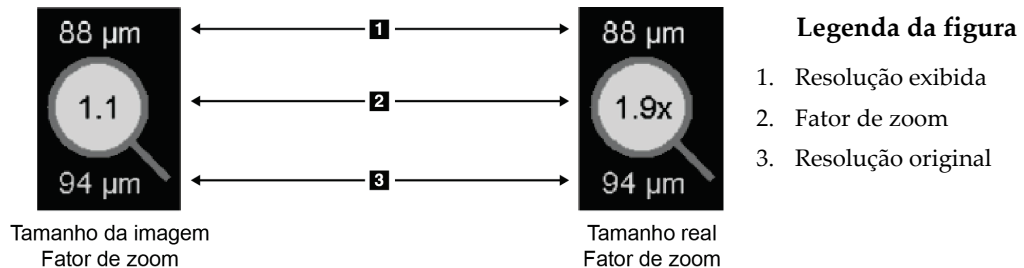 88 µm
1.1
94 µm
Tamanho da imagem
Fator de zoom
1
2
3
88 µm
1.9x
94 µm
Tamanho real
Fator de zoom
Legenda da figura
1. Resolução exibida
2. Fator de zoom
3. Resolução original